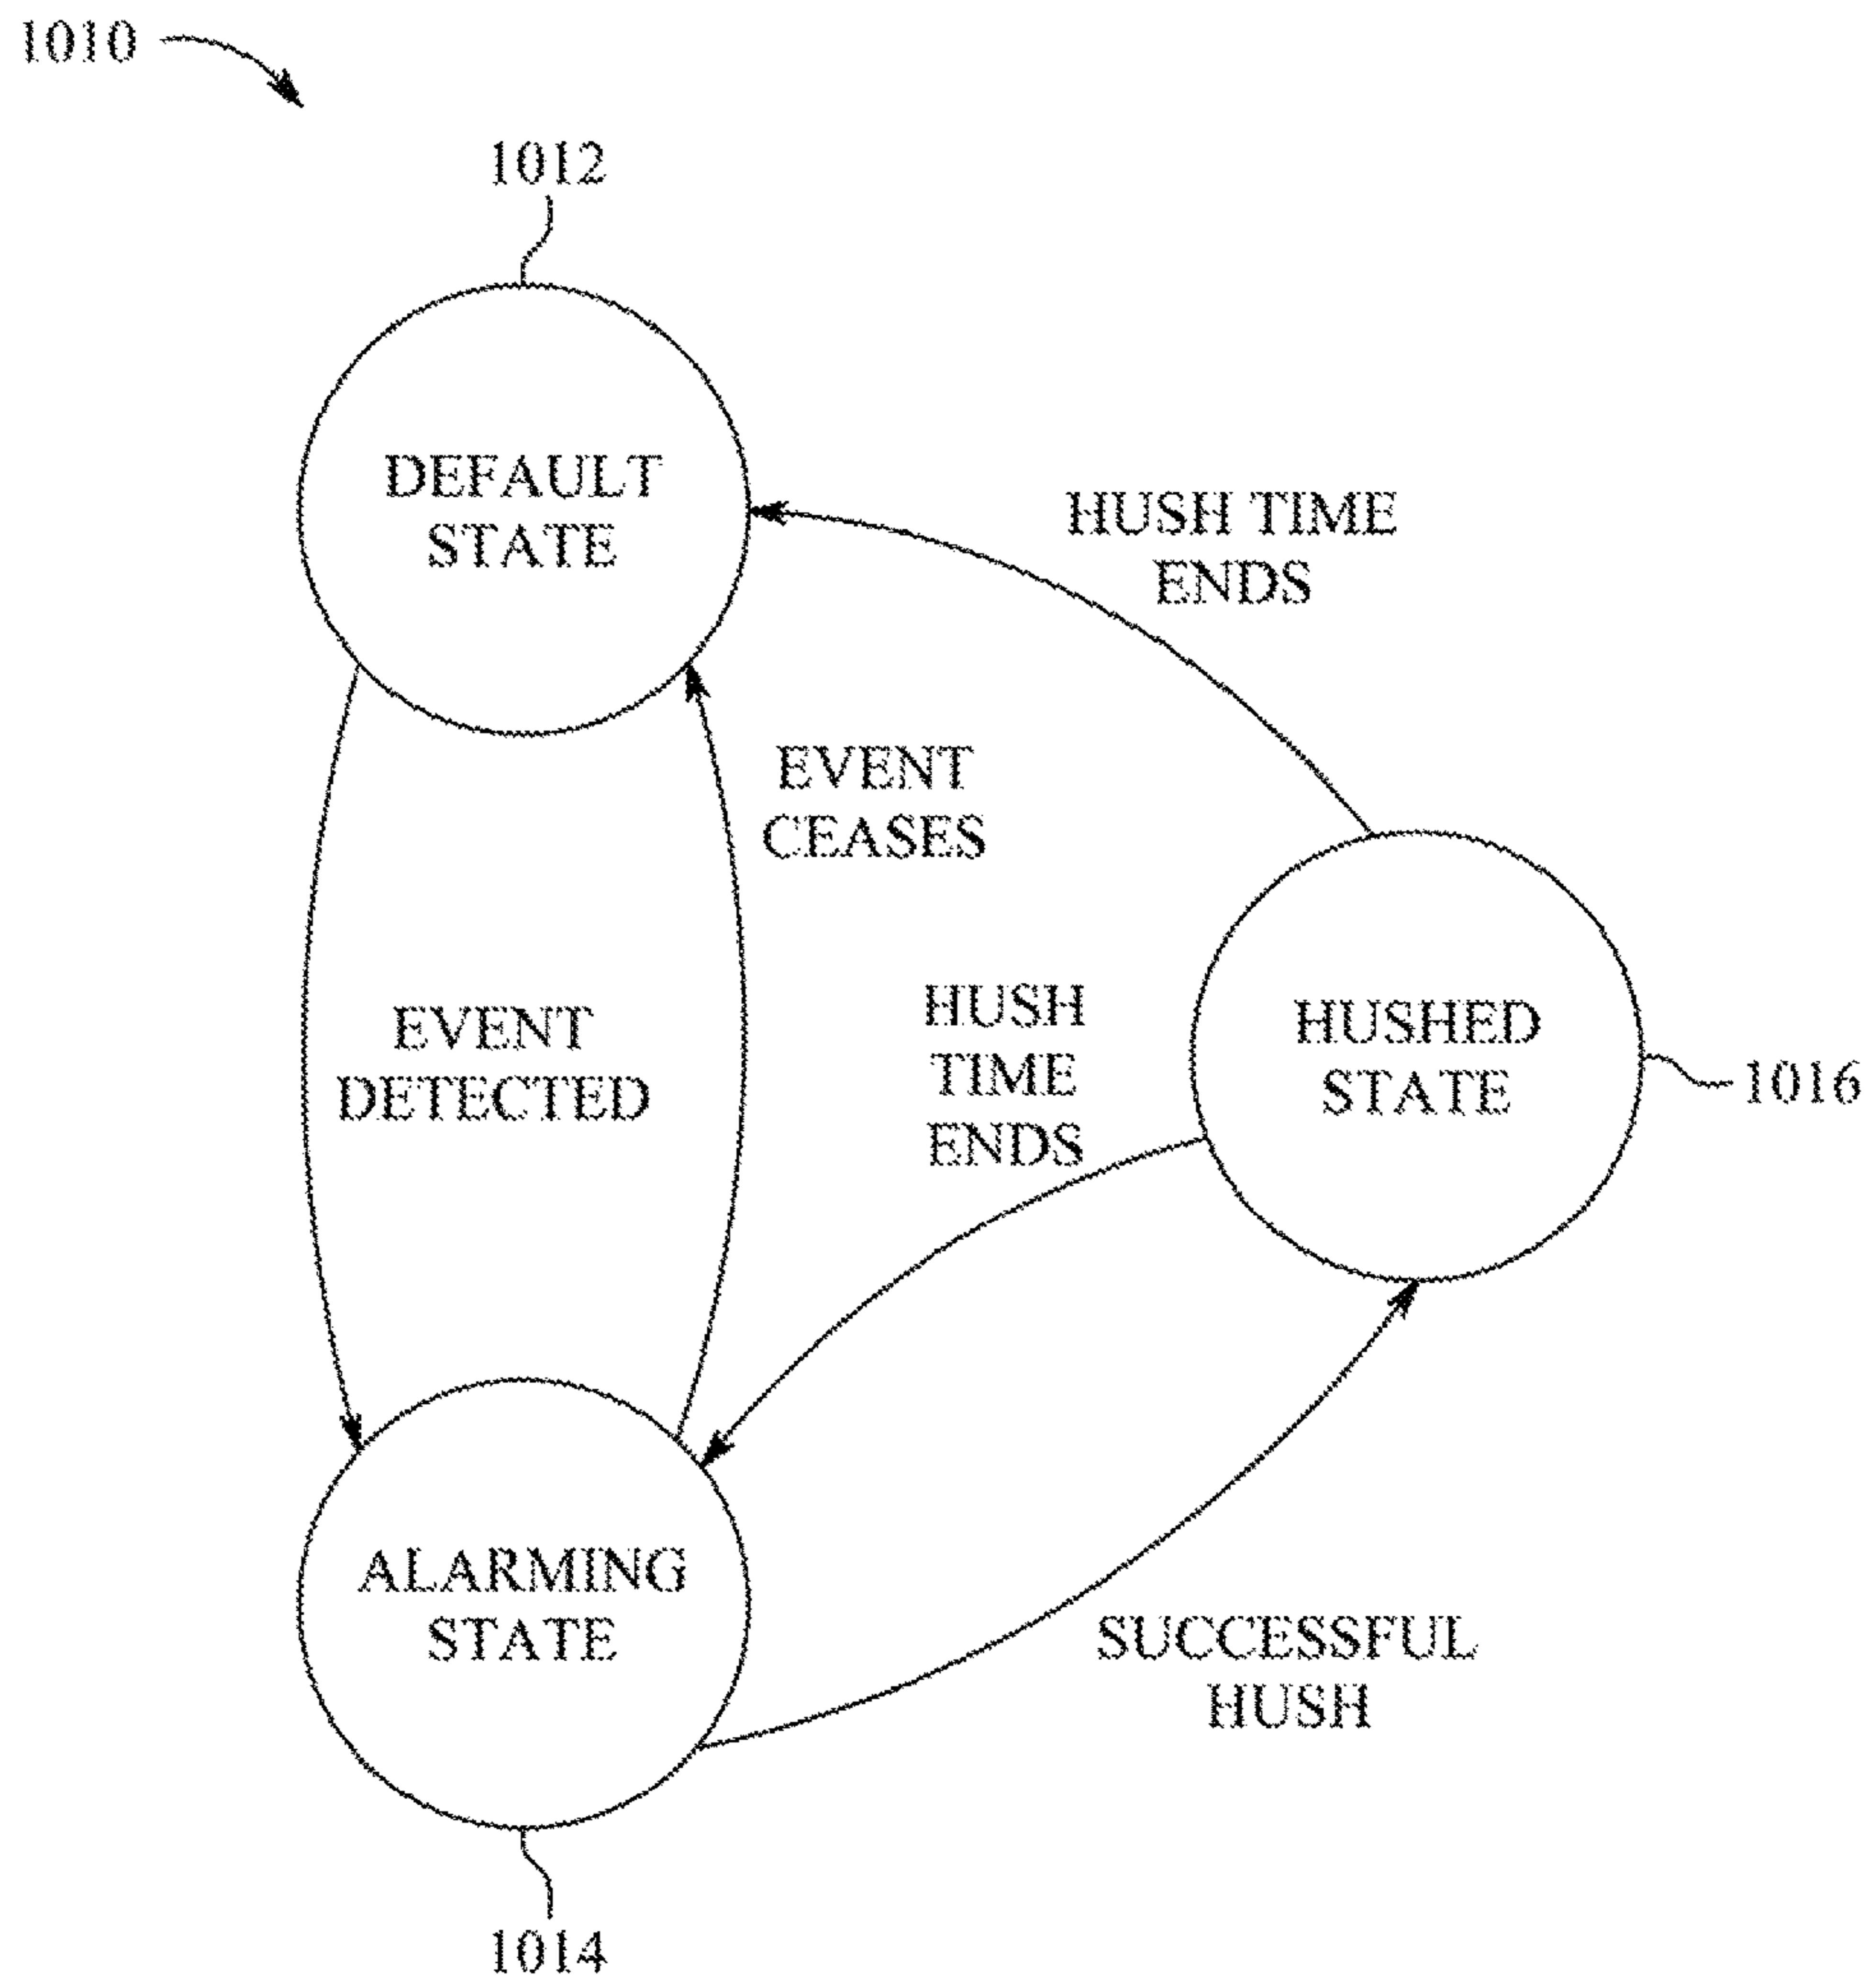 1010
1012
DEFAULT
STATE
HUSH TIME
ENDS
EVENT
CEASES
EVENT
DETECTED
HUSH
TIME
ENDS
HUSHED
STATE
1016
ALARMING
STATE
SUCCESSFUL
HUSH
1014